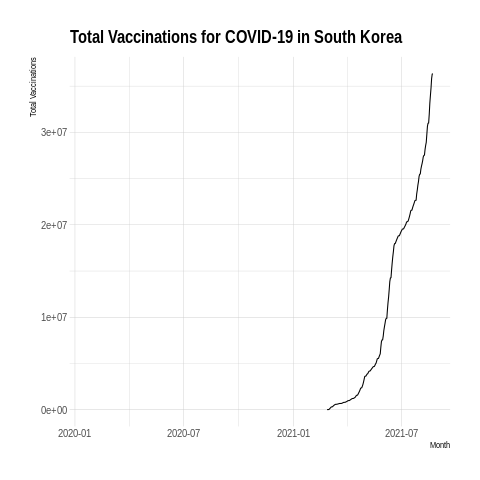 Total Vaccinations for COVID-19 in South Korea
Total Vaccinations
3e+07
2e+07
1e+07
0e+00
2020-01
2020-07
2021-01
2021-07
Month